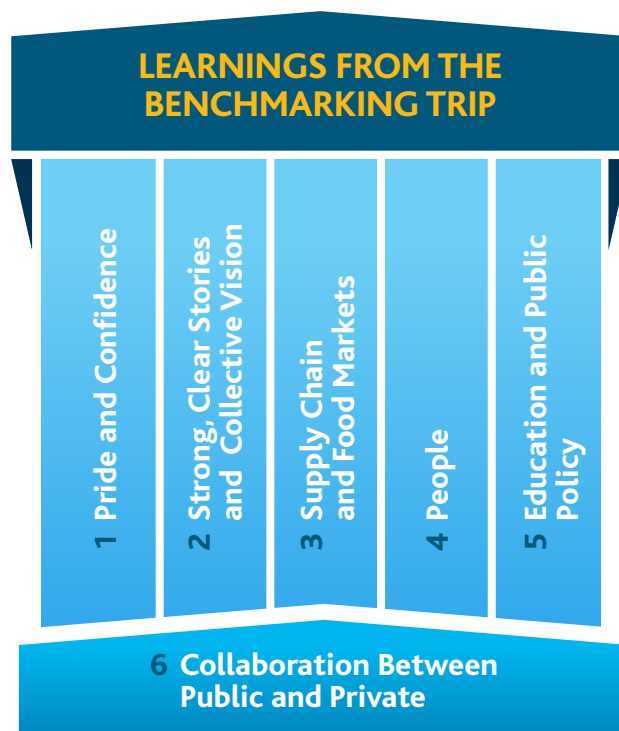 LEARNINGS FROM THE
BENCHMARKING TRIP
1 Pride and Confidence
2 Strong, Clear Stories
and Collective Vision
3 Supply Chain
and Food Markets
4 People
5 Education and Public
Policy
6 Collaboration Between
Public and Private